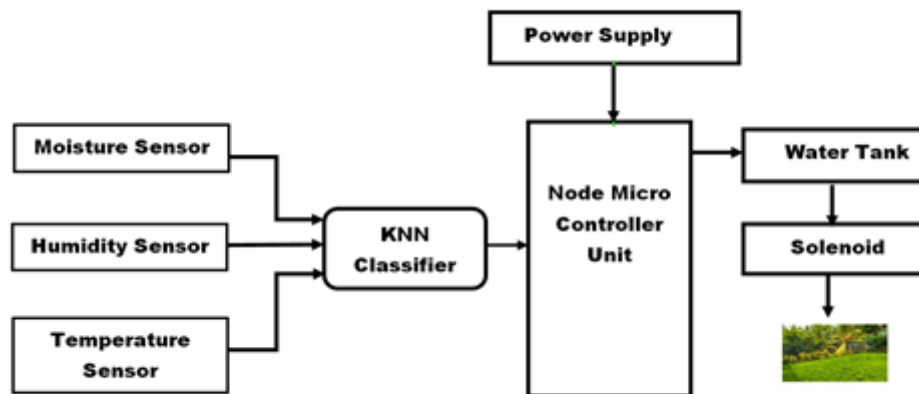 Power Supply
Moisture Sensor
Humidity Sensor
Temperature
Sensor
KNN
Classifier
Node Micro
Controller
Unit
Water Tank
Solenoid